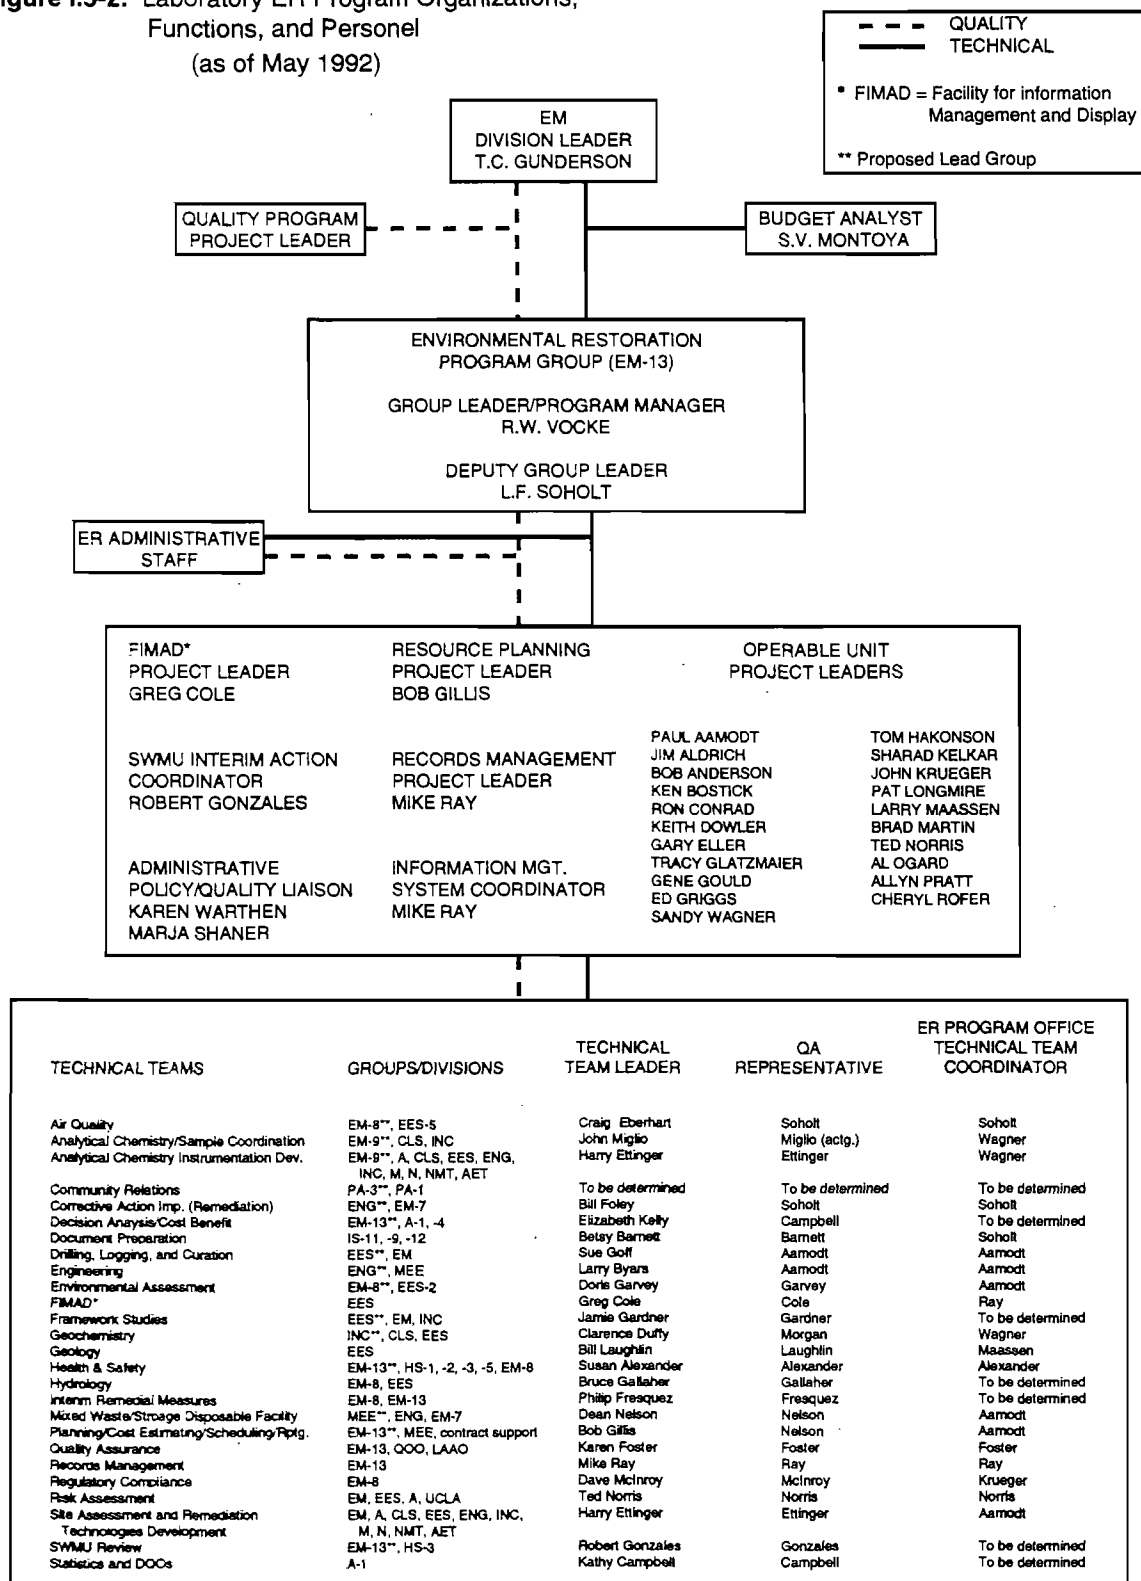 Figure I.3-2. Laboratory ER Program Organizations,
Functions, and Personel
(as of May 1992)
QUALITY
TECHNICAL
* FIMAD = Facility for information
Management and Display
** Proposed Lead Group
EM
DIVISION LEADER
T.C. GUNDERSON
QUALITY PROGRAM
PROJECT LEADER
BUDGET ANALYST
S.V. MONTOYA
ENVIRONMENTAL RESTORATION
PROGRAM GROUP (EM-13)
GROUP LEADER/PROGRAM MANAGER
R.W. VOCKE
DEPUTY GROUP LEADER
L.F. SOHOLT
ER ADMINISTRATIVE
STAFF
FIMAD*
PROJECT LEADER
GREG COLE
RESOURCE PLANNING
PROJECT LEADER
BOB GILLIS
SWMU INTERIM ACTION
COORDINATOR
ROBERT GONZALES
RECORDS MANAGEMENT
PROJECT LEADER
MIKE RAY
ADMINISTRATIVE
POLICY/QUALITY LIAISON
KAREN WARTHEN
MARJA SHANER
INFORMATION MGT.
SYSTEM COORDINATOR
MIKE RAY
OPERABLE UNIT
PROJECT LEADERS
PAUL AAMODT
JIM ALDRICH
BOB ANDERSON
KEN BOSTICK
RON CONRAD
KEITH DOWLER
GARY ELLER
TRACY GLATZMAIER
GENE GOULD
ED GRIGGS
SANDY WAGNER
TOM HAKONSON
SHARAD KELKAR
JOHN KRUEGER
PAT LONGMIRE
LARRY MAASSEN
BRAD MARTIN
TED NORRIS
AL OGARD
ALLYN PRATT
CHERYL ROFER
TECHNICAL TEAMS GROUPS/DIVISIONS TECHNICAL TEAM LEADER QA REPRESENTATIVE ER PROGRAM OFFICE TECHNICAL TEAM COORDINATOR
Air Quality EM-8**, EES-5 Craig Eberhart Soholt Soholt
Analytical Chemistry/Sample Coordination EM-9**, CLS, INC John Miglio Miglio (actg.) Wagner
Analytical Chemistry Instrumentation Dev. EM-9**, A, CLS, EES, ENG, Harry Ettinger Ettinger Wagner
INC, M, N, NMT, AET
Community Relations PA-3**, PA-1 To be determined To be determined To be determined
Corrective Action Imp. (Remediation) ENG**, EM-7 Bill Foley Soholt Soholt
Decision Anaysis/Cost Benefit EM-13**, A-1, -4 Elizabeth Kelly Campbell To be determined
Document Preparation IS-11, -9, -12 Betsy Barnett Barnett Soholt
Drilling, Logging, and Curation EES**, EM Sue Goff Aamodt Aamodt
Engineering ENG**, MEE Larry Byars Aamodt Aamodt
Environmental Assessment EM-8**, EES-2 Doris Garvey Garvey Aamodt
FIMAD* EES Greg Cole Cole Ray
Framework Studies EES**, EM, INC Jamie Gardner Gardner To be determined
Geochemistry INC**, CLS, EES Clarence Duffy Morgan Wagner
Geology EES Bill Laughlin Laughlin Maassen
Health & Safety EM-13**, HS-1, -2, -3, -5, EM-8 Susan Alexander Alexander Alexander
Hydrology EM-8, EES Bruce Gallaher Gallaher To be determined
Interim Remedial Measures EM-8, EM-13 Philip Fresquez Fresquez To be determined
Mixed Waste/Stroage Disposable Facility MEE**, ENG, EM-7 Dean Nelson Nelson Aamodt
Planning/Cost Estimating/Scheduling/Rptg. EM-13**, MEE, contract support Bob Gillis Nelson Aamodt
Quality Assurance EM-13, QOO, LAAO Karen Foster Foster Foster
Records Management EM-13 Mike Ray Ray Ray
Regulatory Compliance EM-8 Dave McInroy McInroy Krueger
Risk Assessment EM, EES, A, UCLA Ted Norris Norris Norris
Site Assessment and Remediation EM, A, CLS, EES, ENG, INC, Harry Ettinger Ettinger Aamodt
Technologies Development M, N, NMT, AET
SWMU Review EM-13**, HS-3 Robert Gonzales Gonzales To be determined
Statistics and DQOs A-1 Kathy Campbell Campbell To be determined